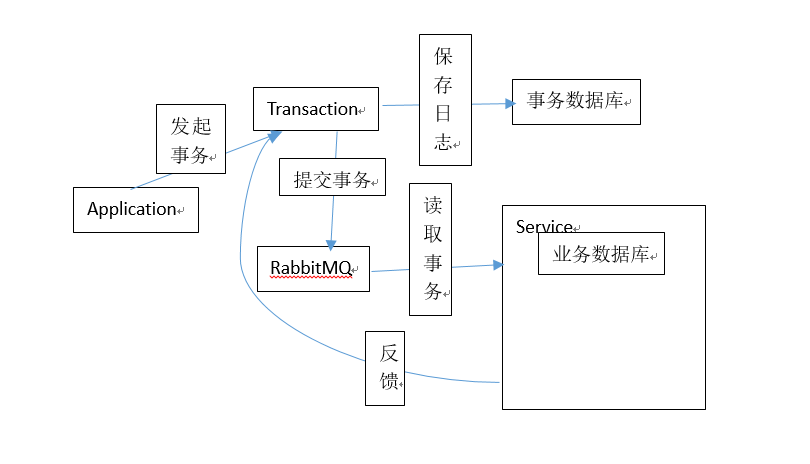 保
存
日
志
Transaction
事务数据库
发起
事务
提交事务
Application
读
取
事
务
Service
业务数据库
RabbitMQ
反
馈